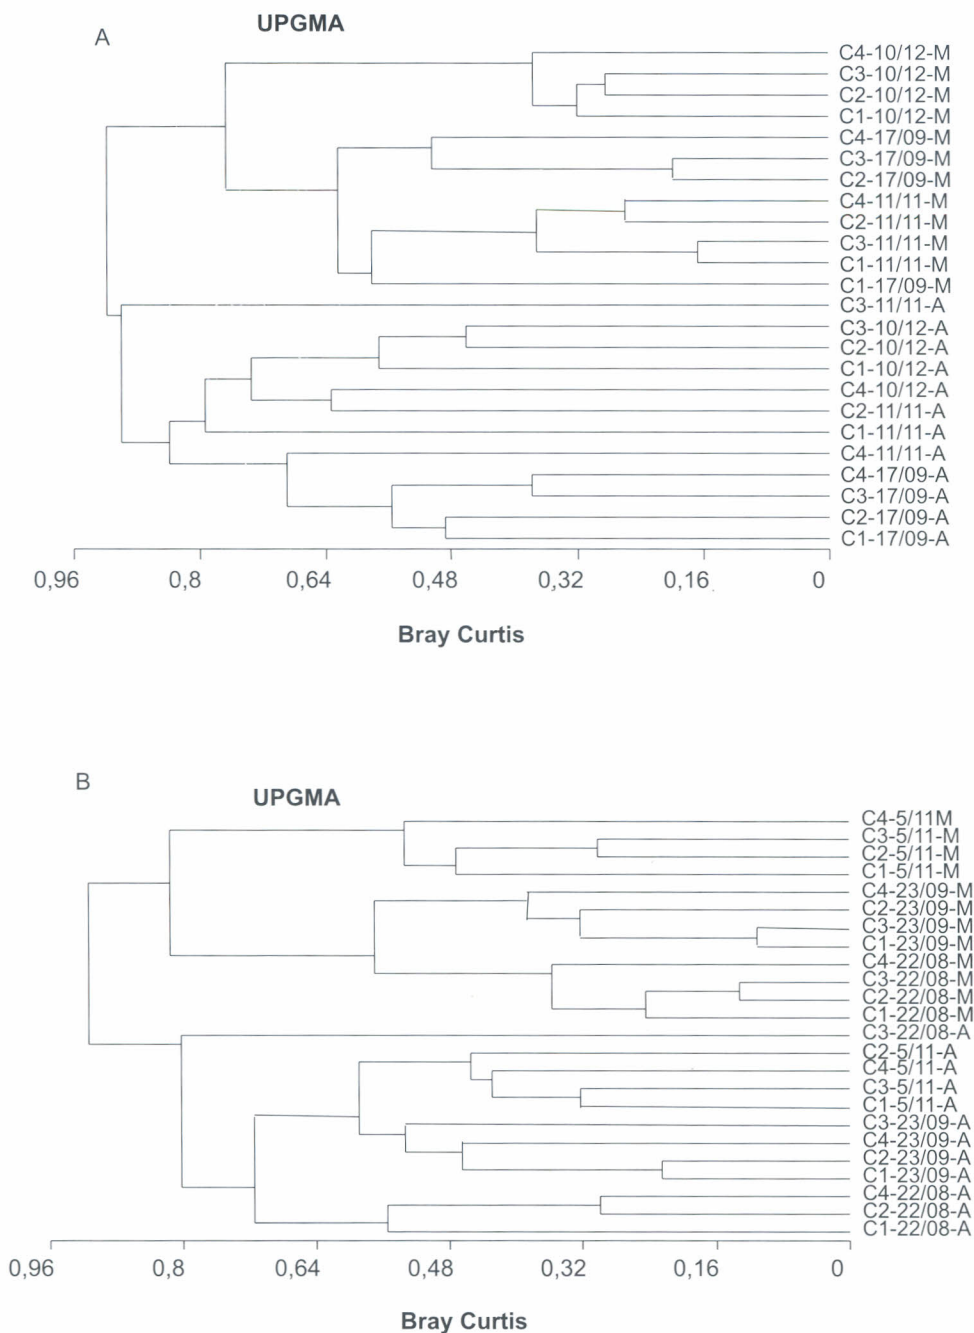 A
UPGMA
C4-10/12-M
C3-10/12-M
C2-10/12-M
C1-10/12-M
C4-17/09-M
C3-17/09-M
C2-17/09-M
C4-11/11-M
C2-11/11-M
C3-11/11-M
C1-11/11-M
C1-17/09-M
C3-11/11-A
C3-10/12-A
C2-10/12-A
C1-10/12-A
C4-10/12-A
C2-11/11-A
C1-11/11-A
C4-11/11-A
C4-17/09-A
C3-17/09-A
C2-17/09-A
C1-17/09-A
0,96 0,8 0,64 0,48 0,32 0,16 0
Bray Curtis
B
UPGMA
C4-5/11M
C3-5/11-M
C2-5/11-M
C1-5/11-M
C4-23/09-M
C2-23/09-M
C3-23/09-M
C1-23/09-M
C4-22/08-M
C3-22/08-M
C2-22/08-M
C1-22/08-M
C3-22/08-A
C2-5/11-A
C4-5/11-A
C3-5/11-A
C1-5/11-A
C3-23/09-A
C4-23/09-A
C2-23/09-A
C1-23/09-A
C4-22/08-A
C2-22/08-A
C1-22/08-A
0,96 0,8 0,64 0,48 0,32 0,16 0
Bray Curtis